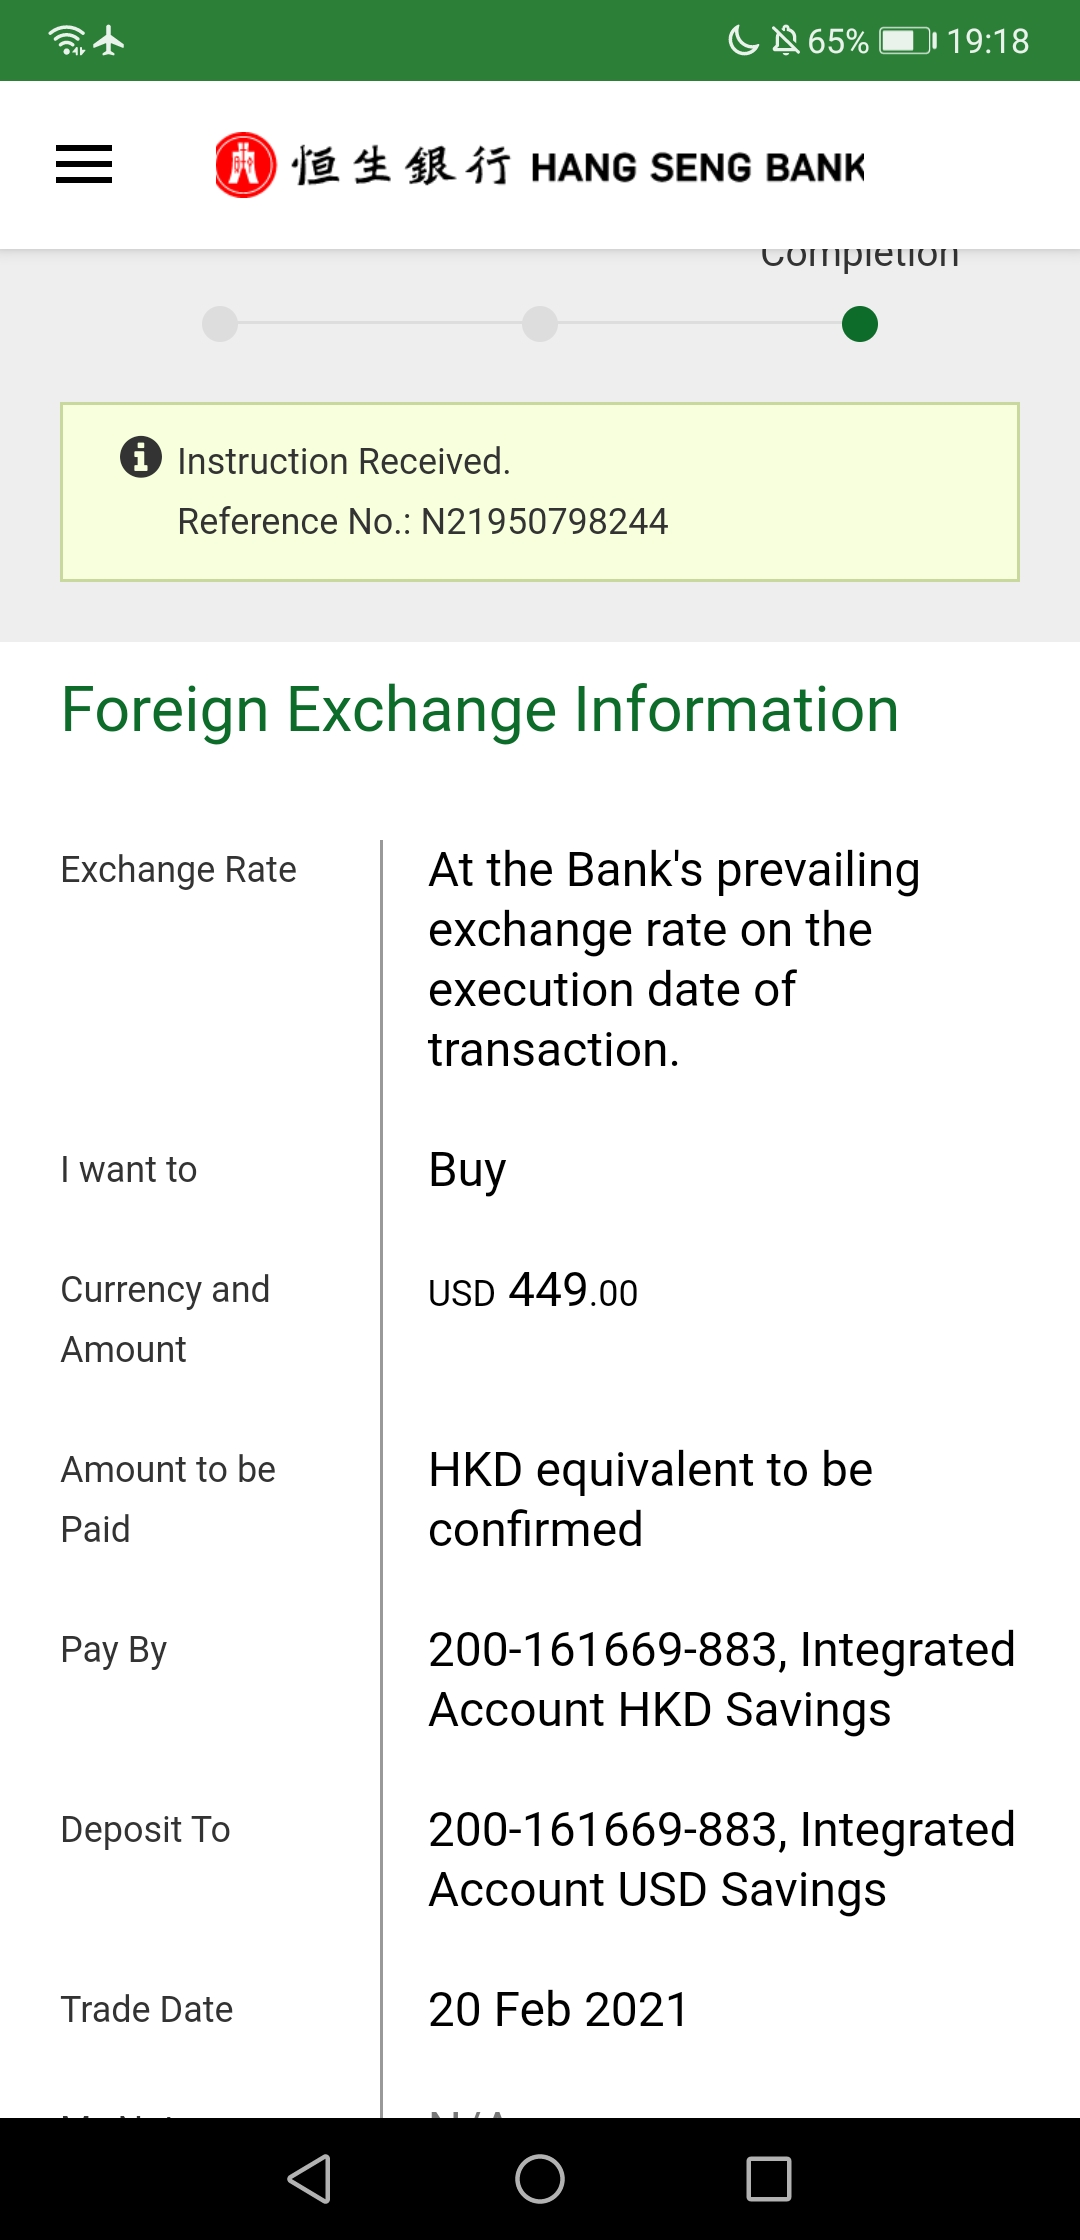 65% 19:18
恒生銀行 HANG SENG BANK
Completion
Instruction Received.
Reference No.: N21950798244
Foreign Exchange Information
Exchange Rate
At the Bank's prevailing
exchange rate on the
execution date of
transaction.
I want to
Buy
Currency and
Amount
USD 449.00
Amount to be
Paid
HKD equivalent to be
confirmed
Pay By
200-161669-883, Integrated
Account HKD Savings
Deposit To
200-161669-883, Integrated
Account USD Savings
Trade Date
20 Feb 2021
N/A